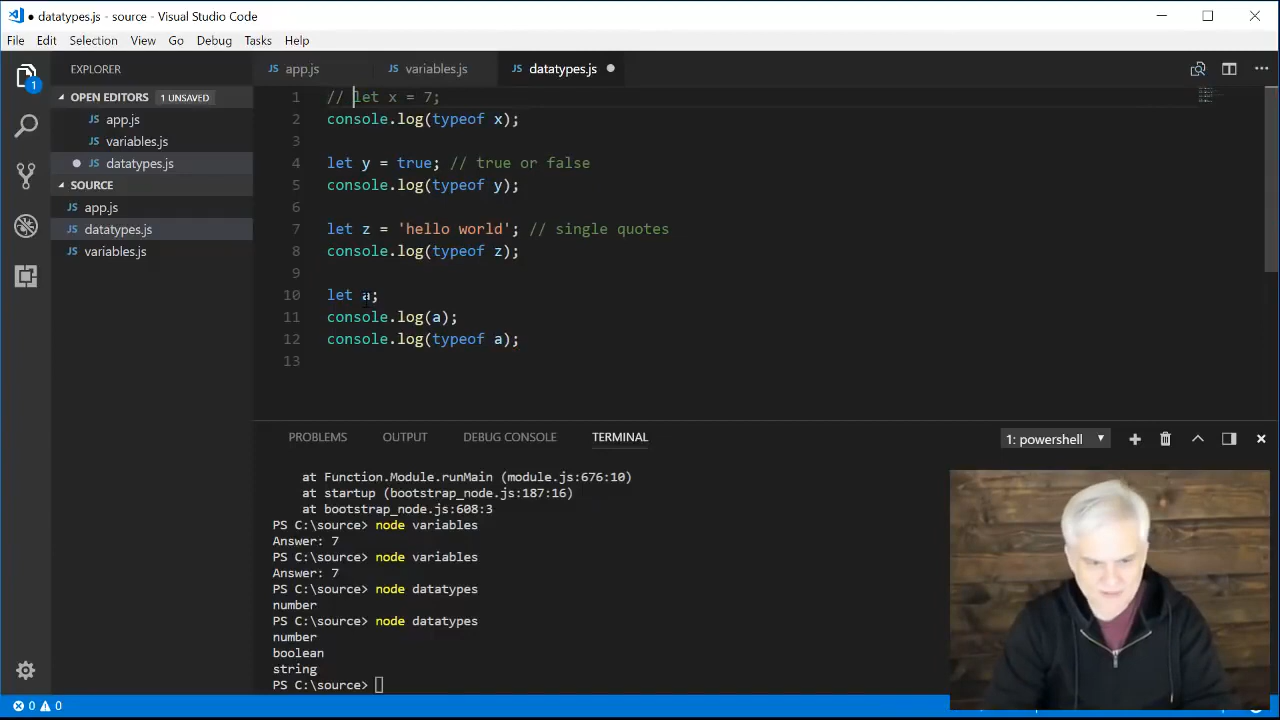 datatypes.js - source - Visual Studio Code
File Edit Selection View Go Debug Tasks Help
EXPLORER
app.js variables.js datatypes.js
OPEN EDITORS 1 UNSAVED
app.js
variables.js
datatypes.js
SOURCE
app.js
datatypes.js
variables.js
1
1 // let x = 7;
2 console.log(typeof x);
3
4 let y = true; // true or false
5 console.log(typeof y);
6
7 let z = 'hello world'; // single quotes
8 console.log(typeof z);
9
10 let a;
11 console.log(a);
12 console.log(typeof a);
13
PROBLEMS OUTPUT DEBUG CONSOLE TERMINAL 1: powershell
at Function.Module.runMain (module.js:676:10)
at startup (bootstrap_node.js:187:16)
at bootstrap_node.js:608:3
PS C:\source> node variables
Answer: 7
PS C:\source> node variables
Answer: 7
PS C:\source> node datatypes
number
PS C:\source> node datatypes
number
boolean
string
PS C:\source>
0 0